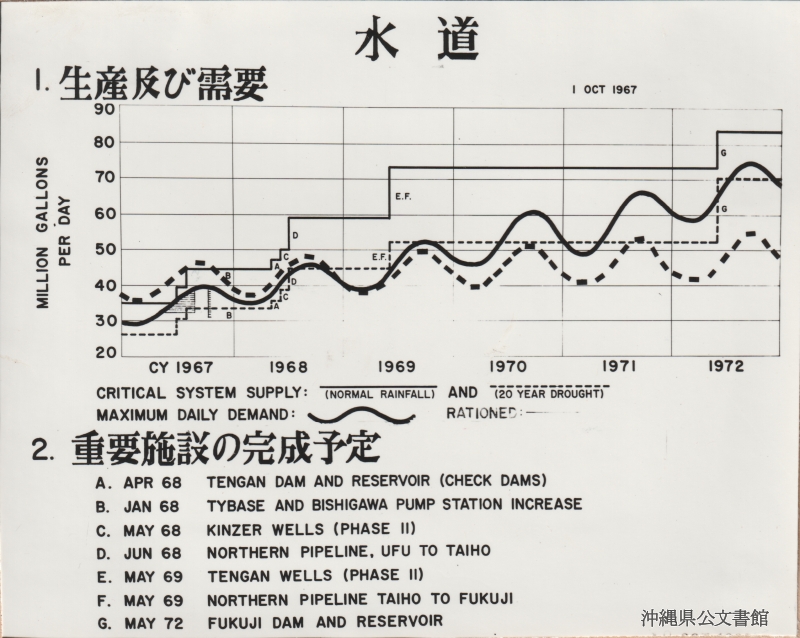 水 道
1. 生産及び需要
1 OCT 1967
MILLION GALLONS
PER DAY
90
80
70
60
50
40
30
20
E.F.
E.F.
D
C
A
B
D
C
A
B
E
G
G
CY 1967
1968
1969
1970
1971
1972
CRITICAL SYSTEM SUPPLY: (NORMAL RAINFALL) AND (20 YEAR DROUGHT)
MAXIMUM DAILY DEMAND: RATIONED:
2. 重要施設の完成予定
A. APR 68 TENGAN DAM AND RESERVOIR (CHECK DAMS)
B. JAN 68 TYBASE AND BISHIGAWA PUMP STATION INCREASE
C. MAY 68 KINZER WELLS (PHASE II)
D. JUN 68 NORTHERN PIPELINE, UFU TO TAIHO
E. MAY 69 TENGAN WELLS (PHASE II)
F. MAY 69 NORTHERN PIPELINE TAIHO TO FUKUJI
G. MAY 72 FUKUJI DAM AND RESERVOIR
沖縄県公文書館